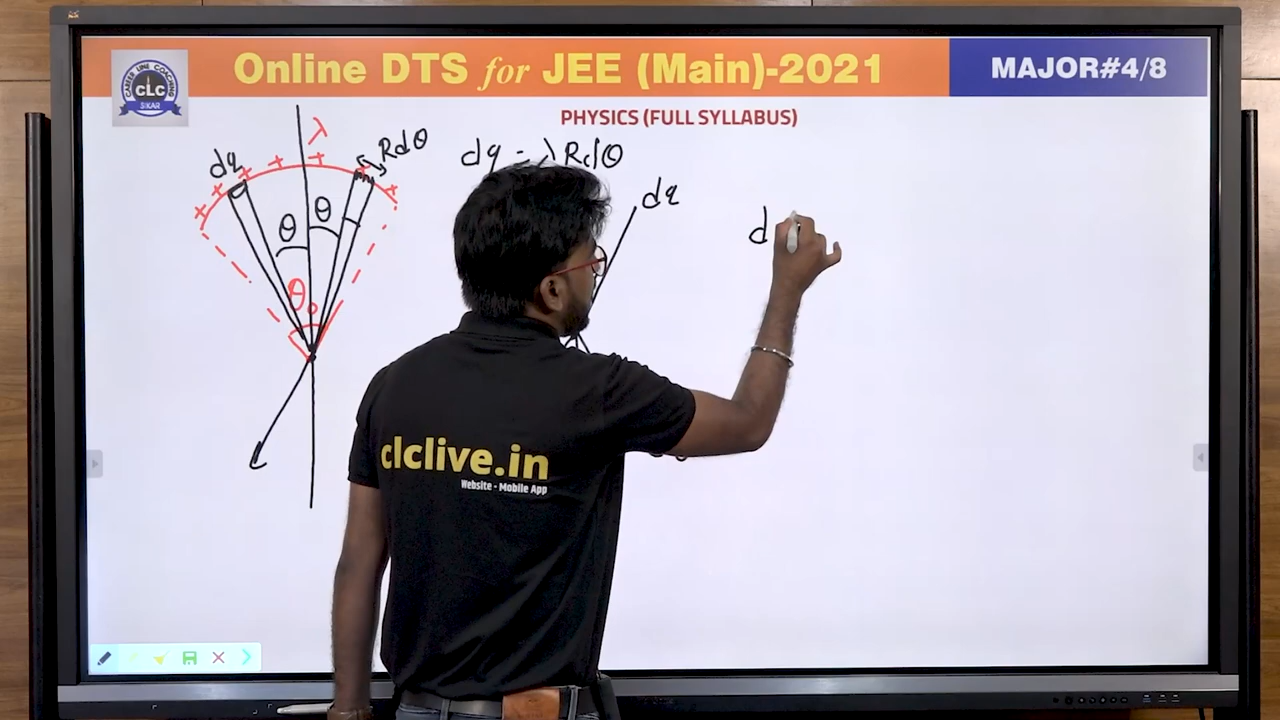 Online DTS for JEE (Main)-2021
MAJOR#4/8
CAREER LINE COACHING
CLC
SIKAR
PHYSICS (FULL SYLLABUS)
λ
dq
Rdθ
dq = λRdθ
θ
θ
θ₀
dq
d
clclive.in
Website - Mobile App